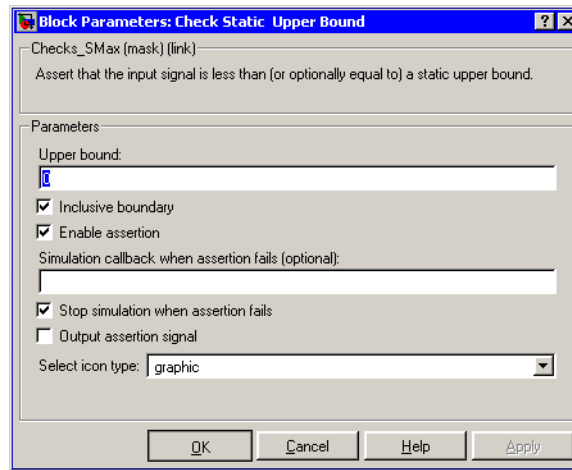 Block Parameters: Check Static Upper Bound
Checks_SMax (mask) (link)
Assert that the input signal is less than (or optionally equal to) a static upper bound.
Parameters
Upper bound:
0
Inclusive boundary
Enable assertion
Simulation callback when assertion fails (optional):
Stop simulation when assertion fails
Output assertion signal
Select icon type: graphic
OK Cancel Help Apply